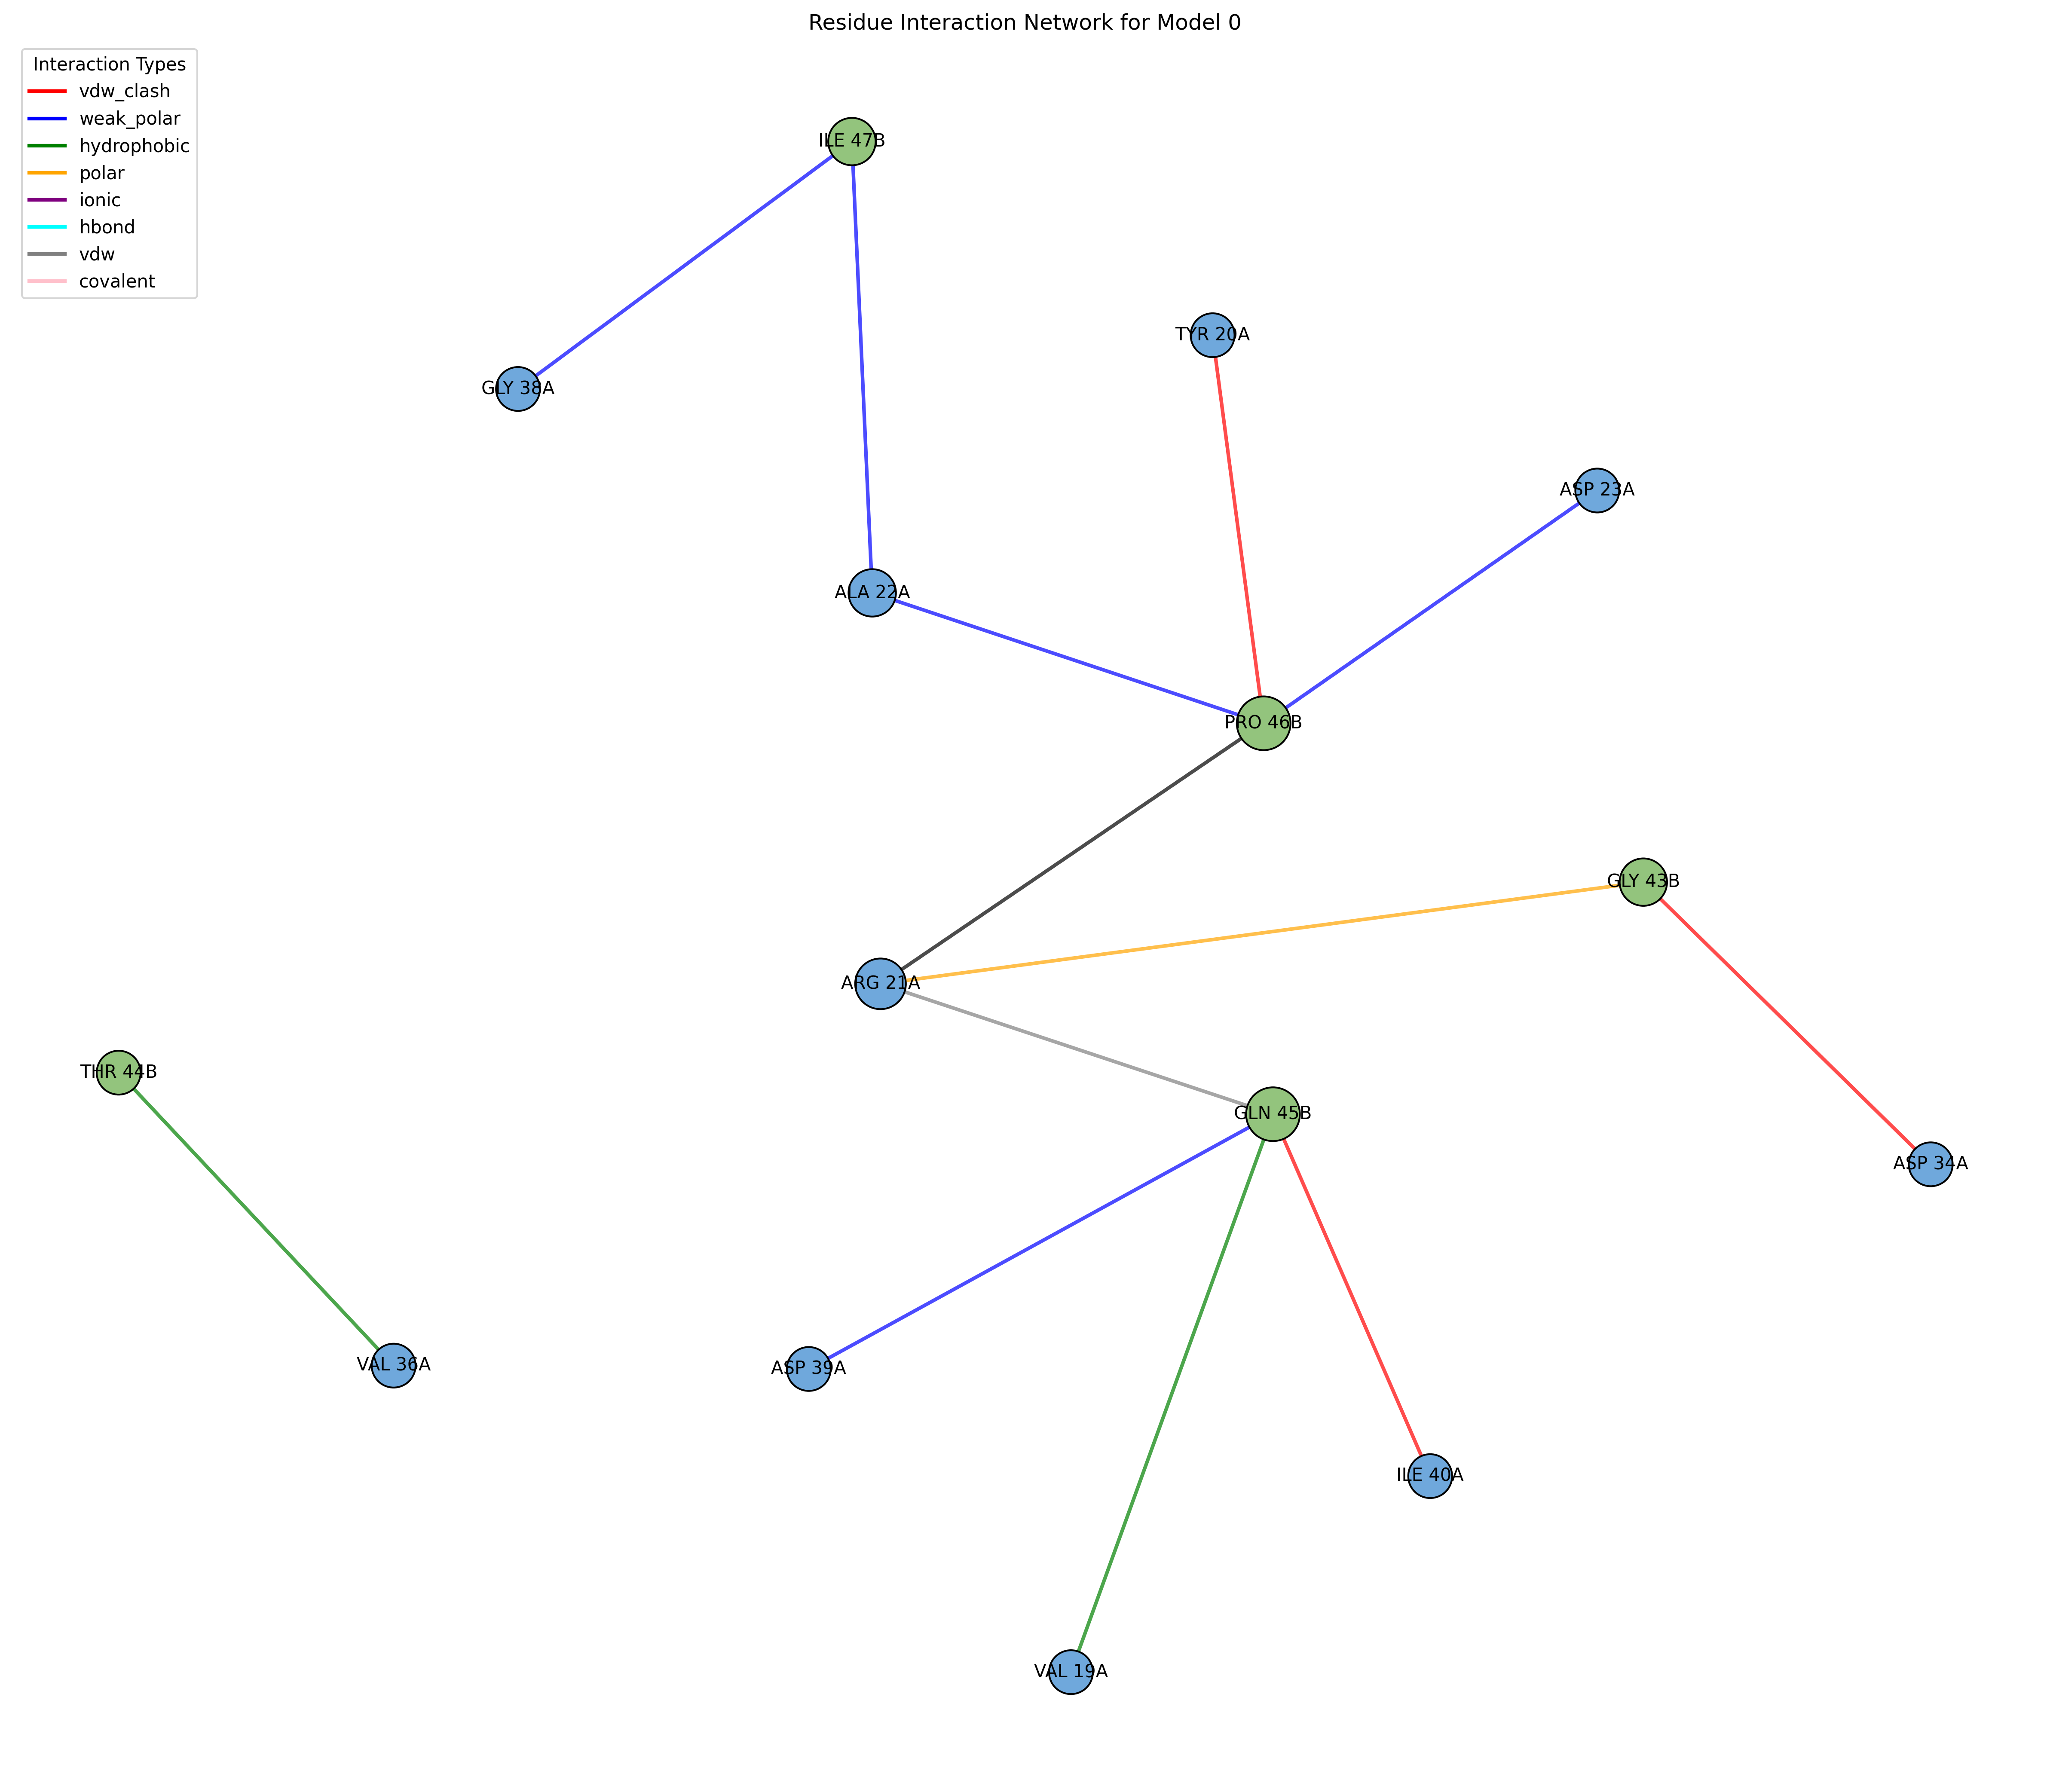 Residue Interaction Network for Model 0
Interaction Types
vdw_clash
weak_polar
hydrophobic
polar
ionic
hbond
vdw
covalent
ILE 47B
TYR 20A
GLY 38A
ASP 23A
ALA 22A
PRO 46B
GLY 43B
ARG 21A
THR 44B
GLN 45B
ASP 34A
VAL 36A
ASP 39A
ILE 40A
VAL 19A